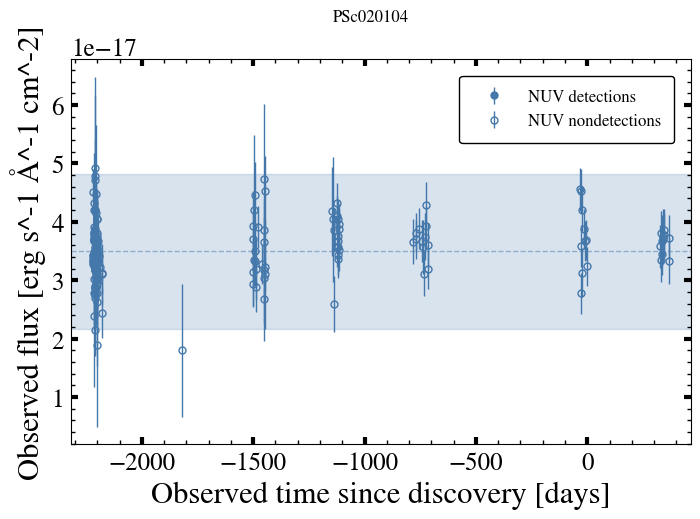 PSc020104
1e−17
Observed flux [erg s^-1 Å^-1 cm^-2]
6
5
4
3
2
1
NUV detections
NUV nondetections
−2000
−1500
−1000
−500
0
Observed time since discovery [days]